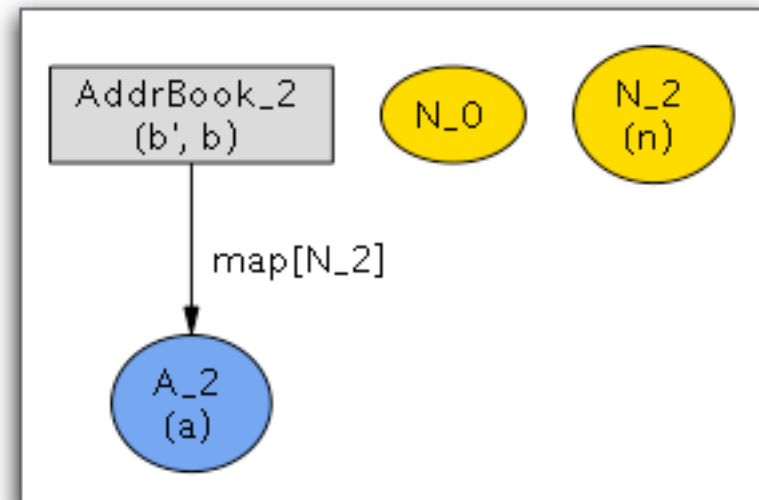 AddrBook_2
(b', b)
N_0
N_2
(n)
map[N_2]
A_2
(a)